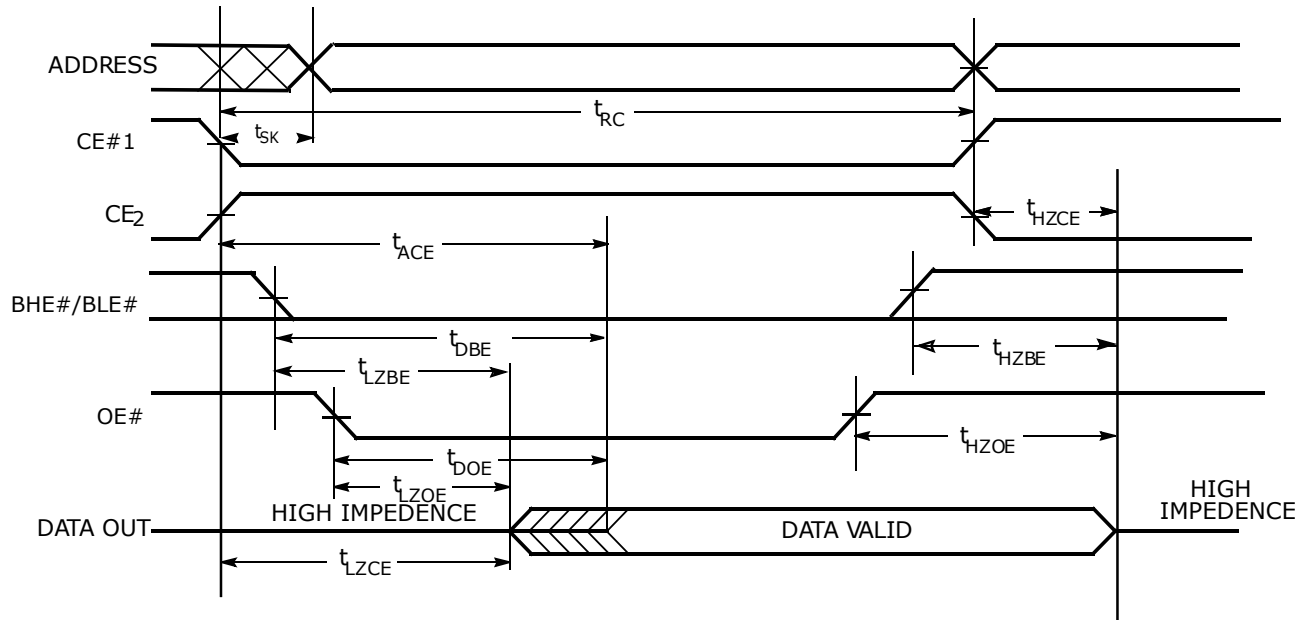 ADDRESS
tRC
tSK
CE#1
CE2
tHZCE
tACE
BHE#/BLE#
tDBE
tHZBE
tLZBE
OE#
tHZOE
tDOE
tLZOE
HIGH IMPEDENCE
DATA OUT
DATA VALID
HIGH
IMPEDENCE
tLZCE